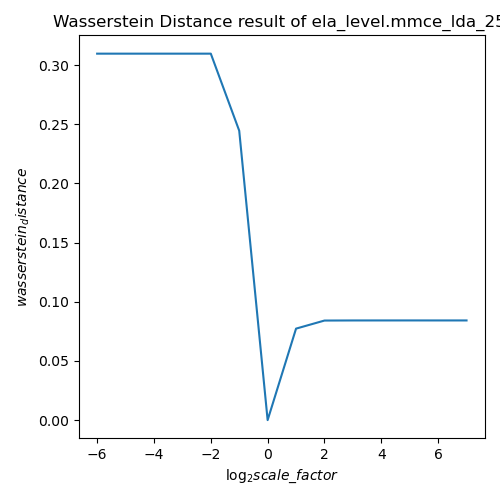 Wasserstein Distance result of ela_level.mmce_lda_25
0.30
0.25
0.20
0.15
0.10
0.05
0.00
wasserstein_distance
−6 −4 −2 0 2 4 6
log₂scale_factor